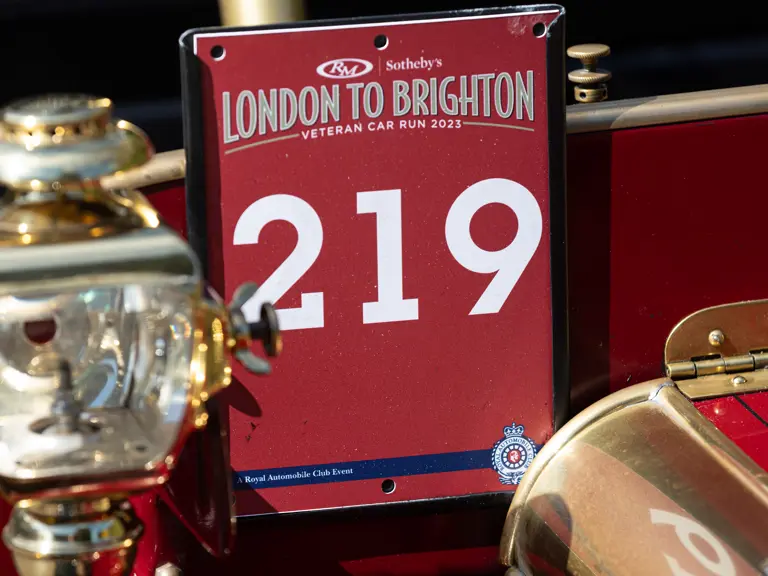 RM Sotheby's
LONDON TO BRIGHTON
VETERAN CAR RUN 2023
219
A Royal Automobile Club Event